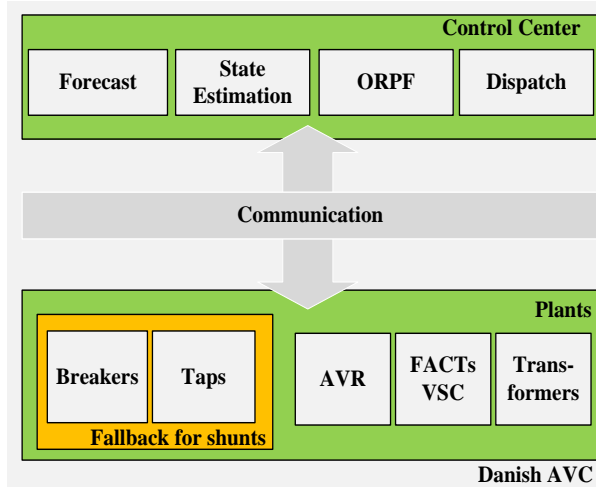 Control Center
Forecast
State
Estimation
ORPF
Dispatch
Communication
Plants
Breakers
Taps
Fallback for shunts
AVR
FACTs
VSC
Trans-
formers
Danish AVC